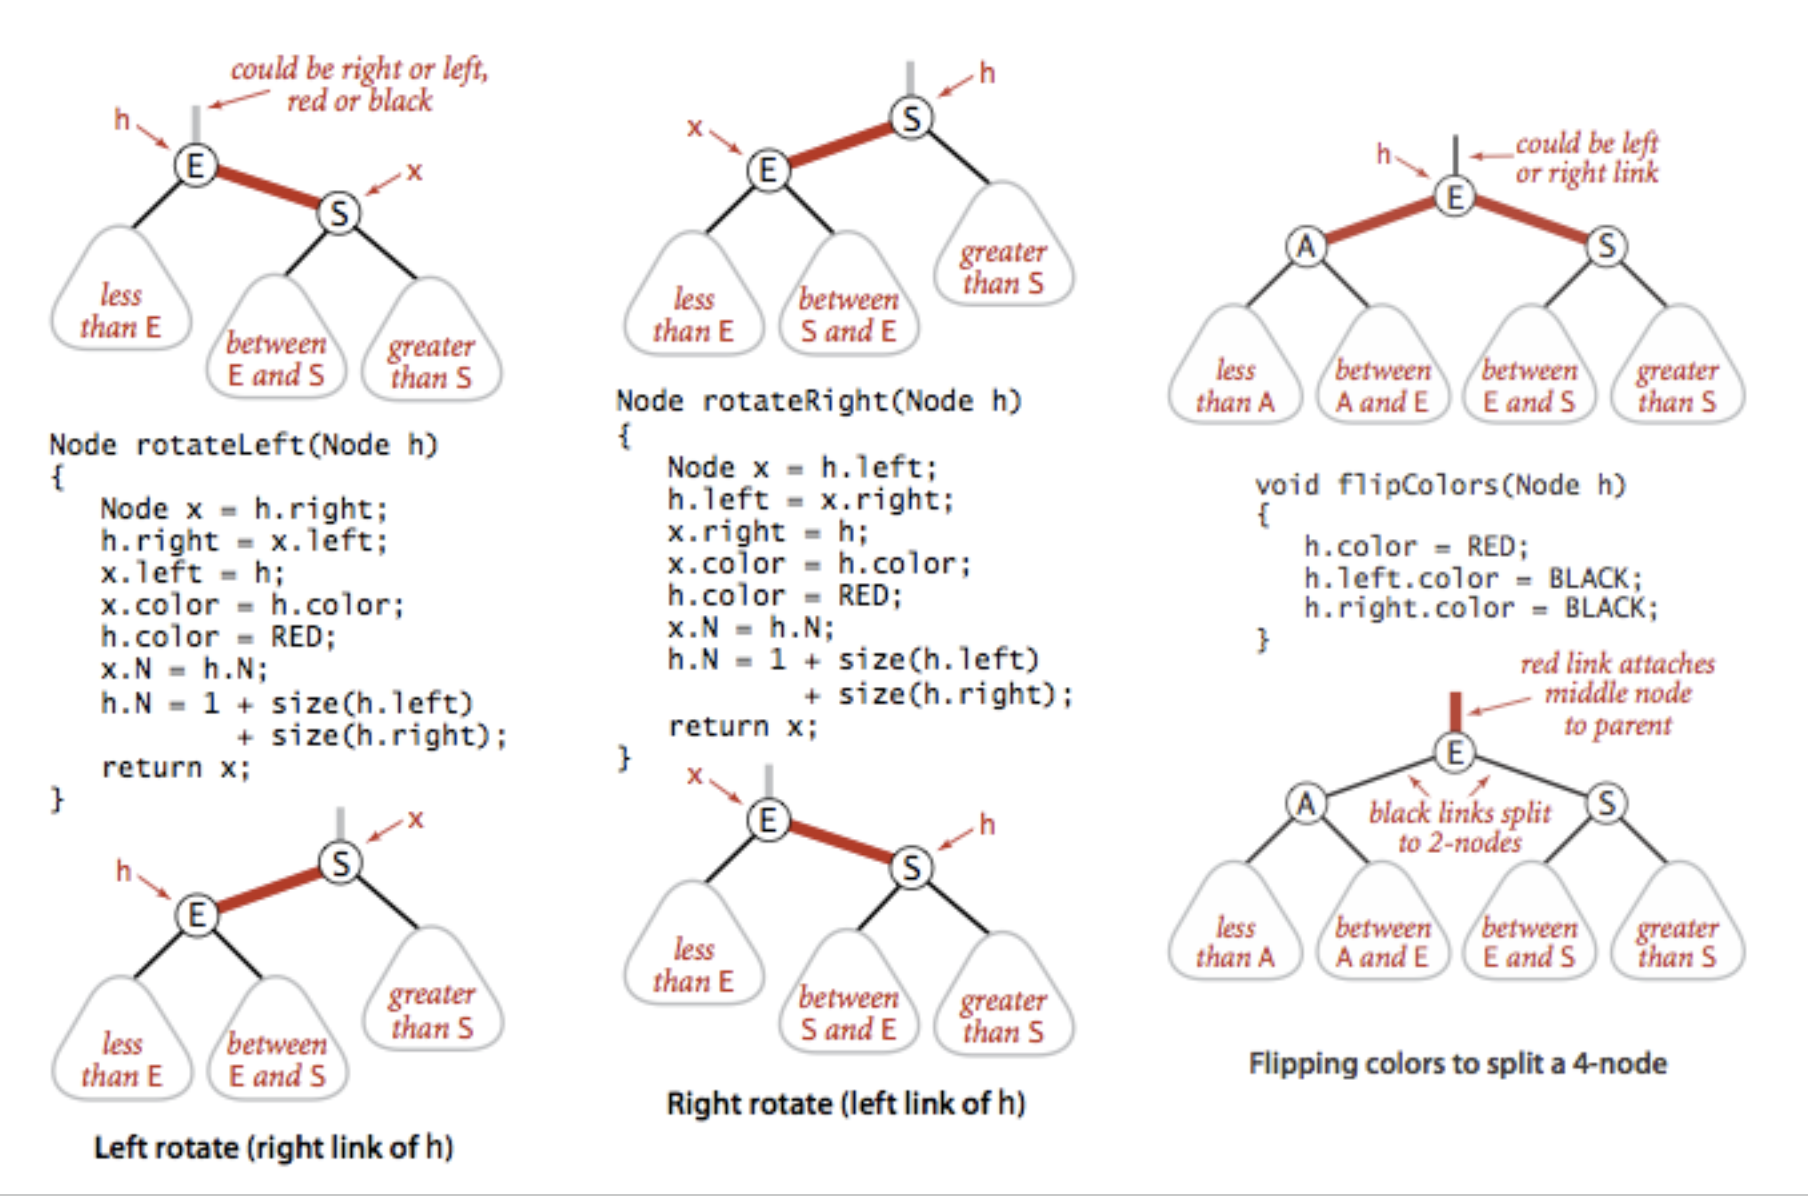 could be right or left,
red or black
h
E
x
S
less
than E
between
E and S
greater
than S
Node rotateLeft(Node h)
{
Node x = h.right;
h.right = x.left;
x.left = h;
x.color = h.color;
h.color = RED;
x.N = h.N;
h.N = 1 + size(h.left)
+ size(h.right);
return x;
}
x
S
h
E
less
than E
between
E and S
greater
than S
Left rotate (right link of h)
h
S
x
E
less
than E
between
S and E
greater
than S
Node rotateRight(Node h)
{
Node x = h.left;
h.left = x.right;
x.right = h;
x.color = h.color;
h.color = RED;
x.N = h.N;
h.N = 1 + size(h.left)
+ size(h.right);
return x;
}
x
E
h
S
less
than E
between
S and E
greater
than S
Right rotate (left link of h)
h
could be left
or right link
E
A
S
less
than A
between
A and E
between
E and S
greater
than S
void flipColors(Node h)
{
h.color = RED;
h.left.color = BLACK;
h.right.color = BLACK;
}
red link attaches
middle node
to parent
E
A
S
black links split
to 2-nodes
less
than A
between
A and E
between
E and S
greater
than S
Flipping colors to split a 4-node